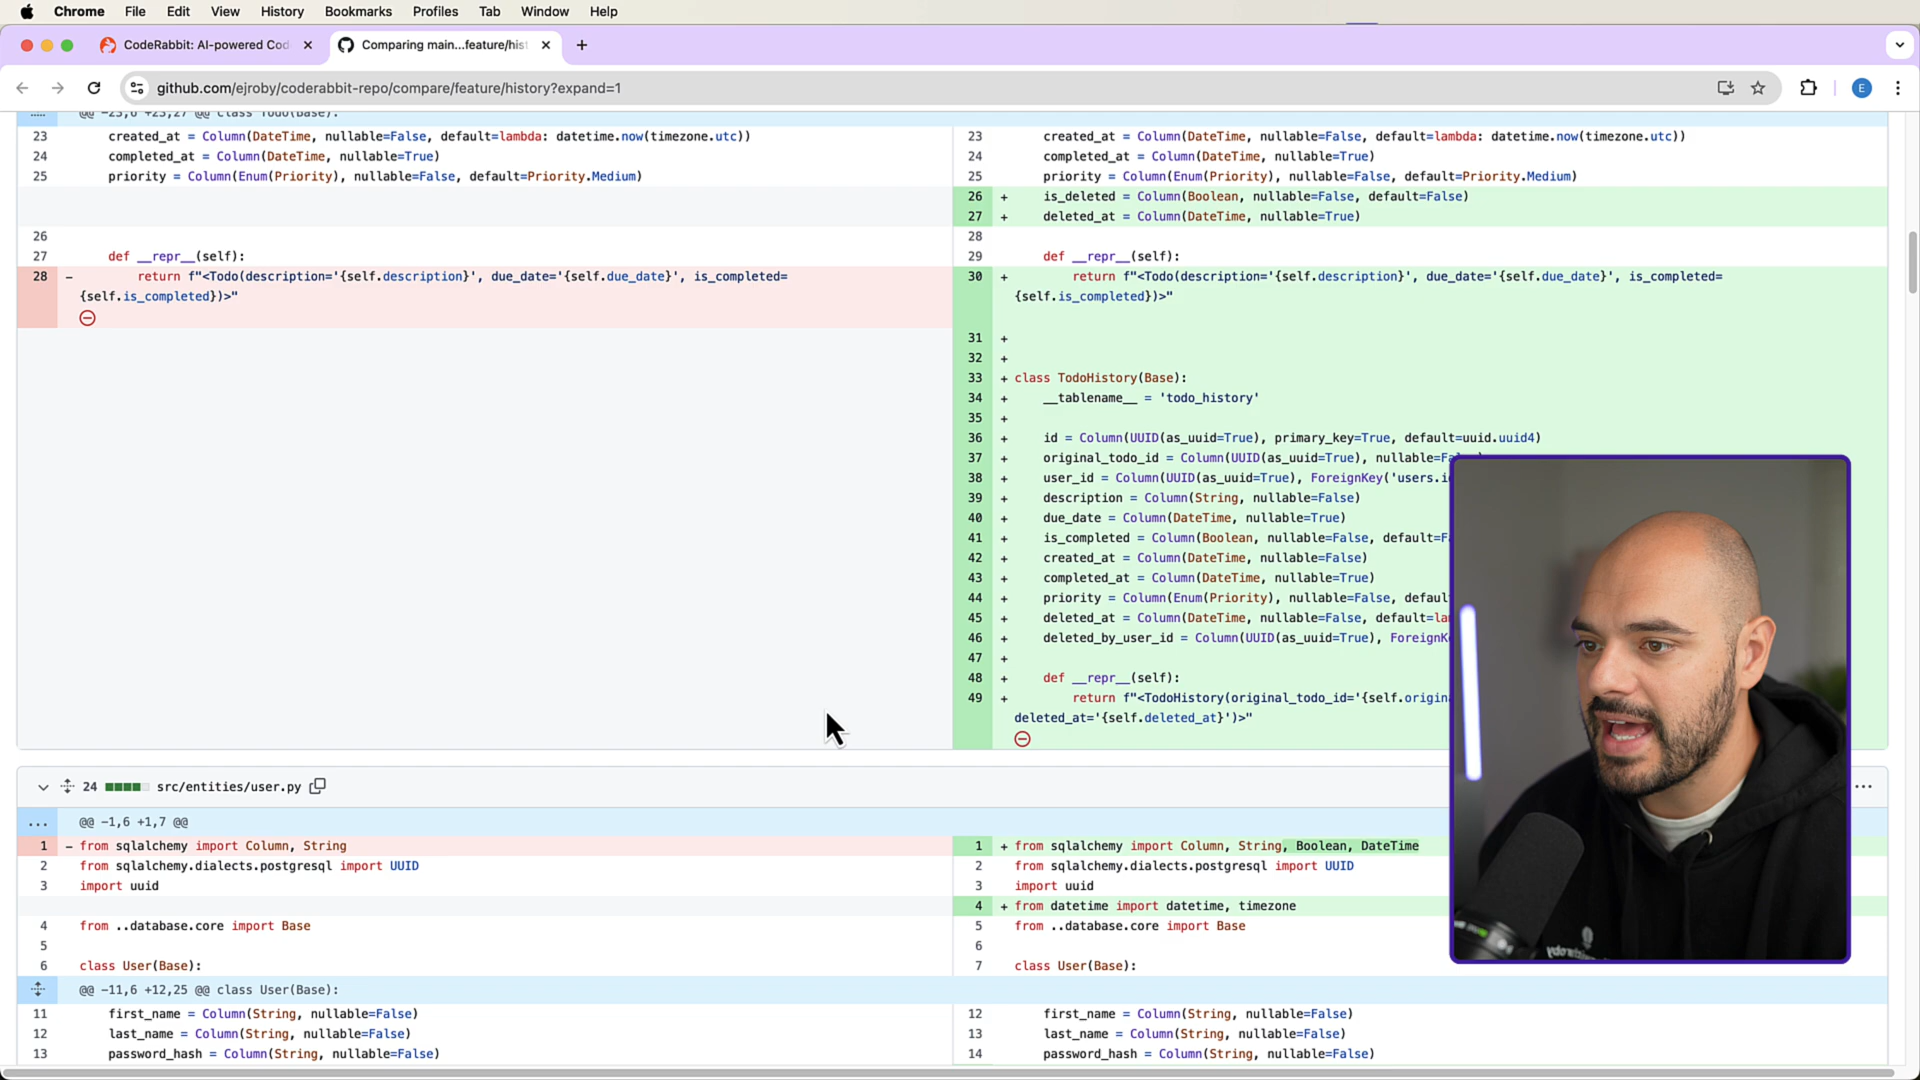 Chrome File Edit View History Bookmarks Profiles Tab Window Help
CodeRabbit: AI-powered Cod
Comparing main...feature/hist
github.com/ejroby/coderabbit-repo/compare/feature/history?expand=1
E
@@ -23,6 +23,27 @@ class Todo(Base):
23 created_at = Column(DateTime, nullable=False, default=lambda: datetime.now(timezone.utc))
24 completed_at = Column(DateTime, nullable=True)
25 priority = Column(Enum(Priority), nullable=False, default=Priority.Medium)
26
27 def __repr__(self):
28 - return f"<Todo(description='{self.description}', due_date='{self.due_date}', is_completed=
{self.is_completed})>"
23 created_at = Column(DateTime, nullable=False, default=lambda: datetime.now(timezone.utc))
24 completed_at = Column(DateTime, nullable=True)
25 priority = Column(Enum(Priority), nullable=False, default=Priority.Medium)
26 + is_deleted = Column(Boolean, nullable=False, default=False)
27 + deleted_at = Column(DateTime, nullable=True)
28
29 def __repr__(self):
30 + return f"<Todo(description='{self.description}', due_date='{self.due_date}', is_completed=
{self.is_completed})>"
31 +
32 +
33 + class TodoHistory(Base):
34 + __tablename__ = 'todo_history'
35 +
36 + id = Column(UUID(as_uuid=True), primary_key=True, default=uuid.uuid4)
37 + original_todo_id = Column(UUID(as_uuid=True), nullable=Fa
38 + user_id = Column(UUID(as_uuid=True), ForeignKey('users.i
39 + description = Column(String, nullable=False)
40 + due_date = Column(DateTime, nullable=True)
41 + is_completed = Column(Boolean, nullable=False, default=F
42 + created_at = Column(DateTime, nullable=False)
43 + completed_at = Column(DateTime, nullable=True)
44 + priority = Column(Enum(Priority), nullable=False, defaul
45 + deleted_at = Column(DateTime, nullable=False, default=la
46 + deleted_by_user_id = Column(UUID(as_uuid=True), ForeignK
47 +
48 + def __repr__(self):
49 + return f"<TodoHistory(original_todo_id='{self.origin
deleted_at='{self.deleted_at}')>"
24 src/entities/user.py
... @@ -1,6 +1,7 @@
1 - from sqlalchemy import Column, String
2 from sqlalchemy.dialects.postgresql import UUID
3 import uuid
4 from ..database.core import Base
5
6 class User(Base):
1 + from sqlalchemy import Column, String, Boolean, DateTime
2 from sqlalchemy.dialects.postgresql import UUID
3 import uuid
4 + from datetime import datetime, timezone
5 from ..database.core import Base
6
7 class User(Base):
@@ -11,6 +12,25 @@ class User(Base):
11 first_name = Column(String, nullable=False)
12 last_name = Column(String, nullable=False)
13 password_hash = Column(String, nullable=False)
12 first_name = Column(String, nullable=False)
13 last_name = Column(String, nullable=False)
14 password_hash = Column(String, nullable=False)